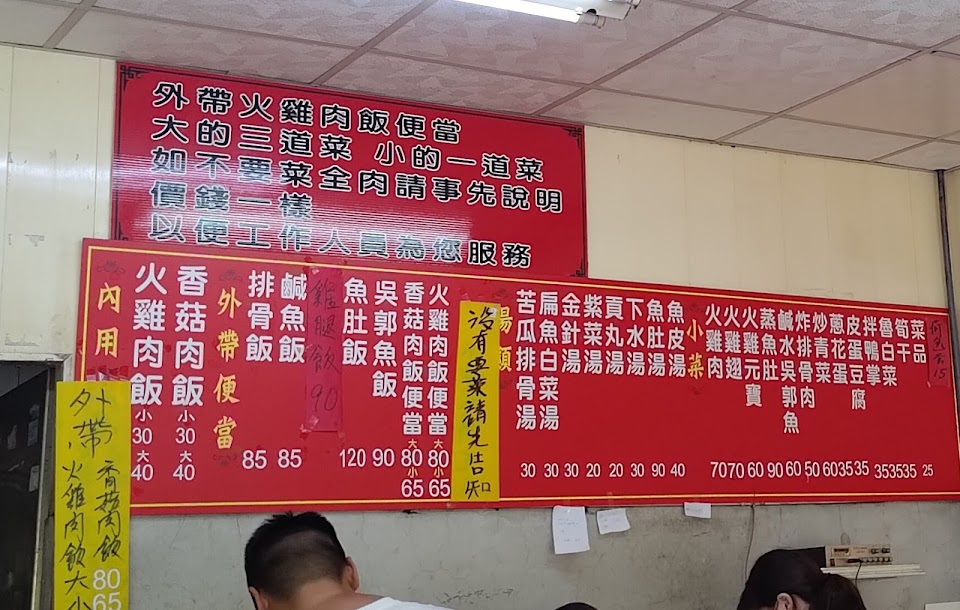 外帶火雞肉飯便當
大的三道菜 小的一道菜
如不要菜全肉請事先說明
價錢一樣
以便工作人員為您服務
內用
火雞肉飯 小30 大40
香菇肉飯 小30 大40
外帶便當
排骨飯 85
鹹魚飯 85
雞腿飯 90
魚肚飯 120
吳郭魚飯 90
香菇肉飯便當 大80 小65
火雞肉飯便當 大80 小65
沒有要菜請先告知
湯類
苦瓜排骨湯 30
扁魚白菜湯 30
金針湯 30
紫菜湯 20
貢丸湯 20
下水湯 30
魚肚湯 90
魚皮湯 40
小菜
火雞肉 70
火雞翅 70
火雞元寶 60
蒸魚肚 90
鹹水吳郭魚 60
炸排骨肉 50
炒青菜 60
蔥花蛋 35
皮蛋豆腐 35
拌鴨掌 35
魯白菜 35
筍干 35
菜品 25
15
外帶
香菇肉飯 80
火雞肉飯大小 65